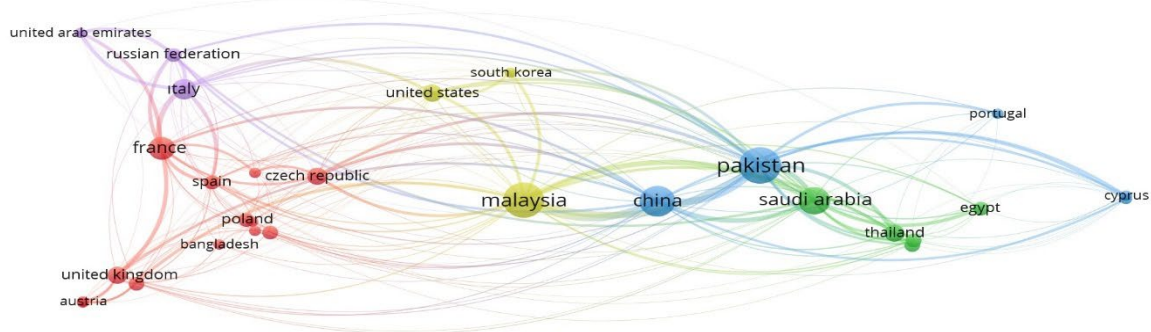 united arab emirates
russian federation
italy
south korea
united states
portugal
france
pakistan
spain
czech republic
malaysia
china
saudi arabia
cyprus
egypt
poland
thailand
bangladesh
united kingdom
austria